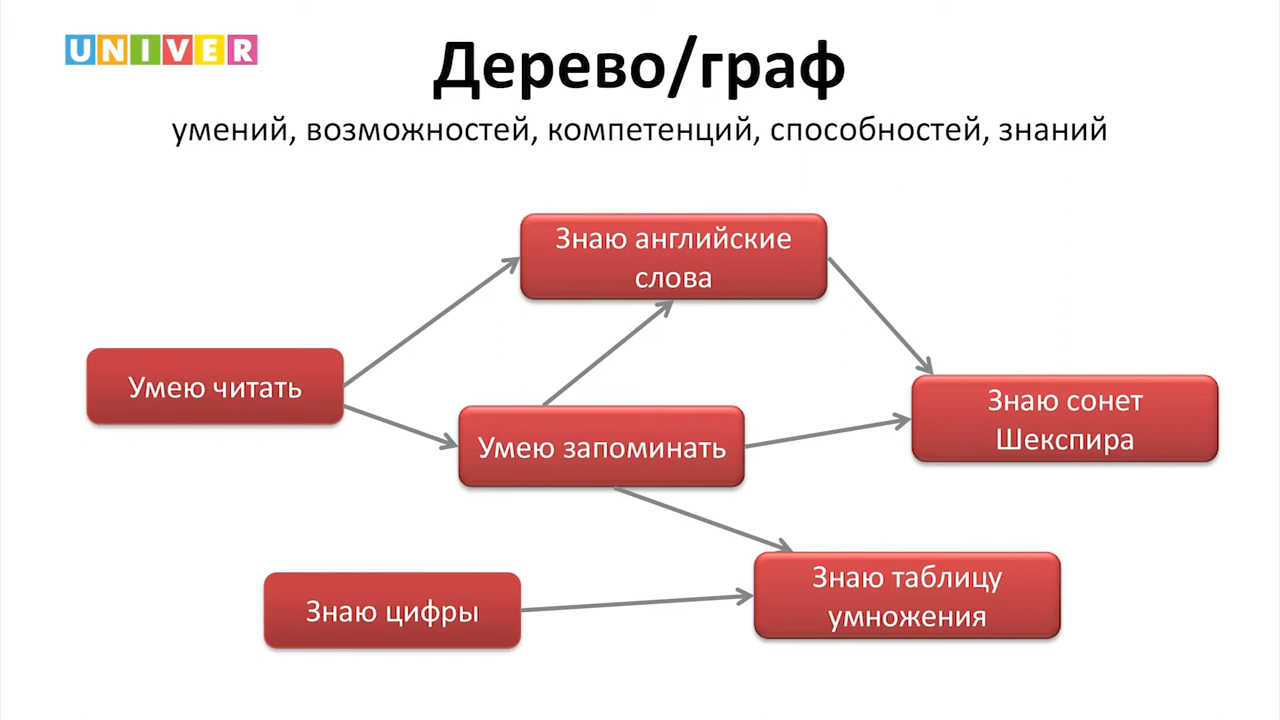 UNIVER
Дерево/граф
умений, возможностей, компетенций, способностей, знаний
Знаю английские
слова
Умею читать
Знаю сонет
Шекспира
Умею запоминать
Знаю таблицу
умножения
Знаю цифры